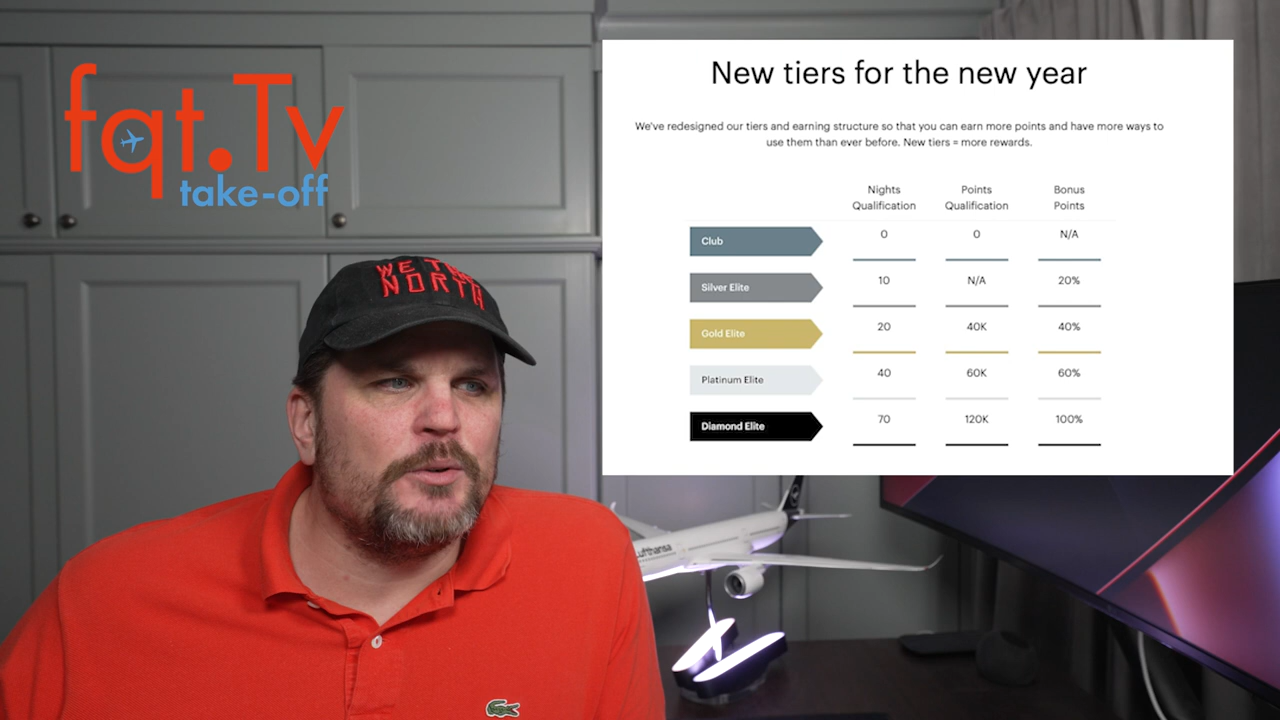 fqt.Tv
take-off
New tiers for the new year
We've redesigned our tiers and earning structure so that you can earn more points and have more ways to
use them than ever before. New tiers = more rewards.
Nights Qualification
Points Qualification
Bonus Points
Club 0 0 N/A
Silver Elite 10 N/A 20%
Gold Elite 20 40K 40%
Platinum Elite 40 60K 60%
Diamond Elite 70 120K 100%
WE THE
NORTH
Lufthansa